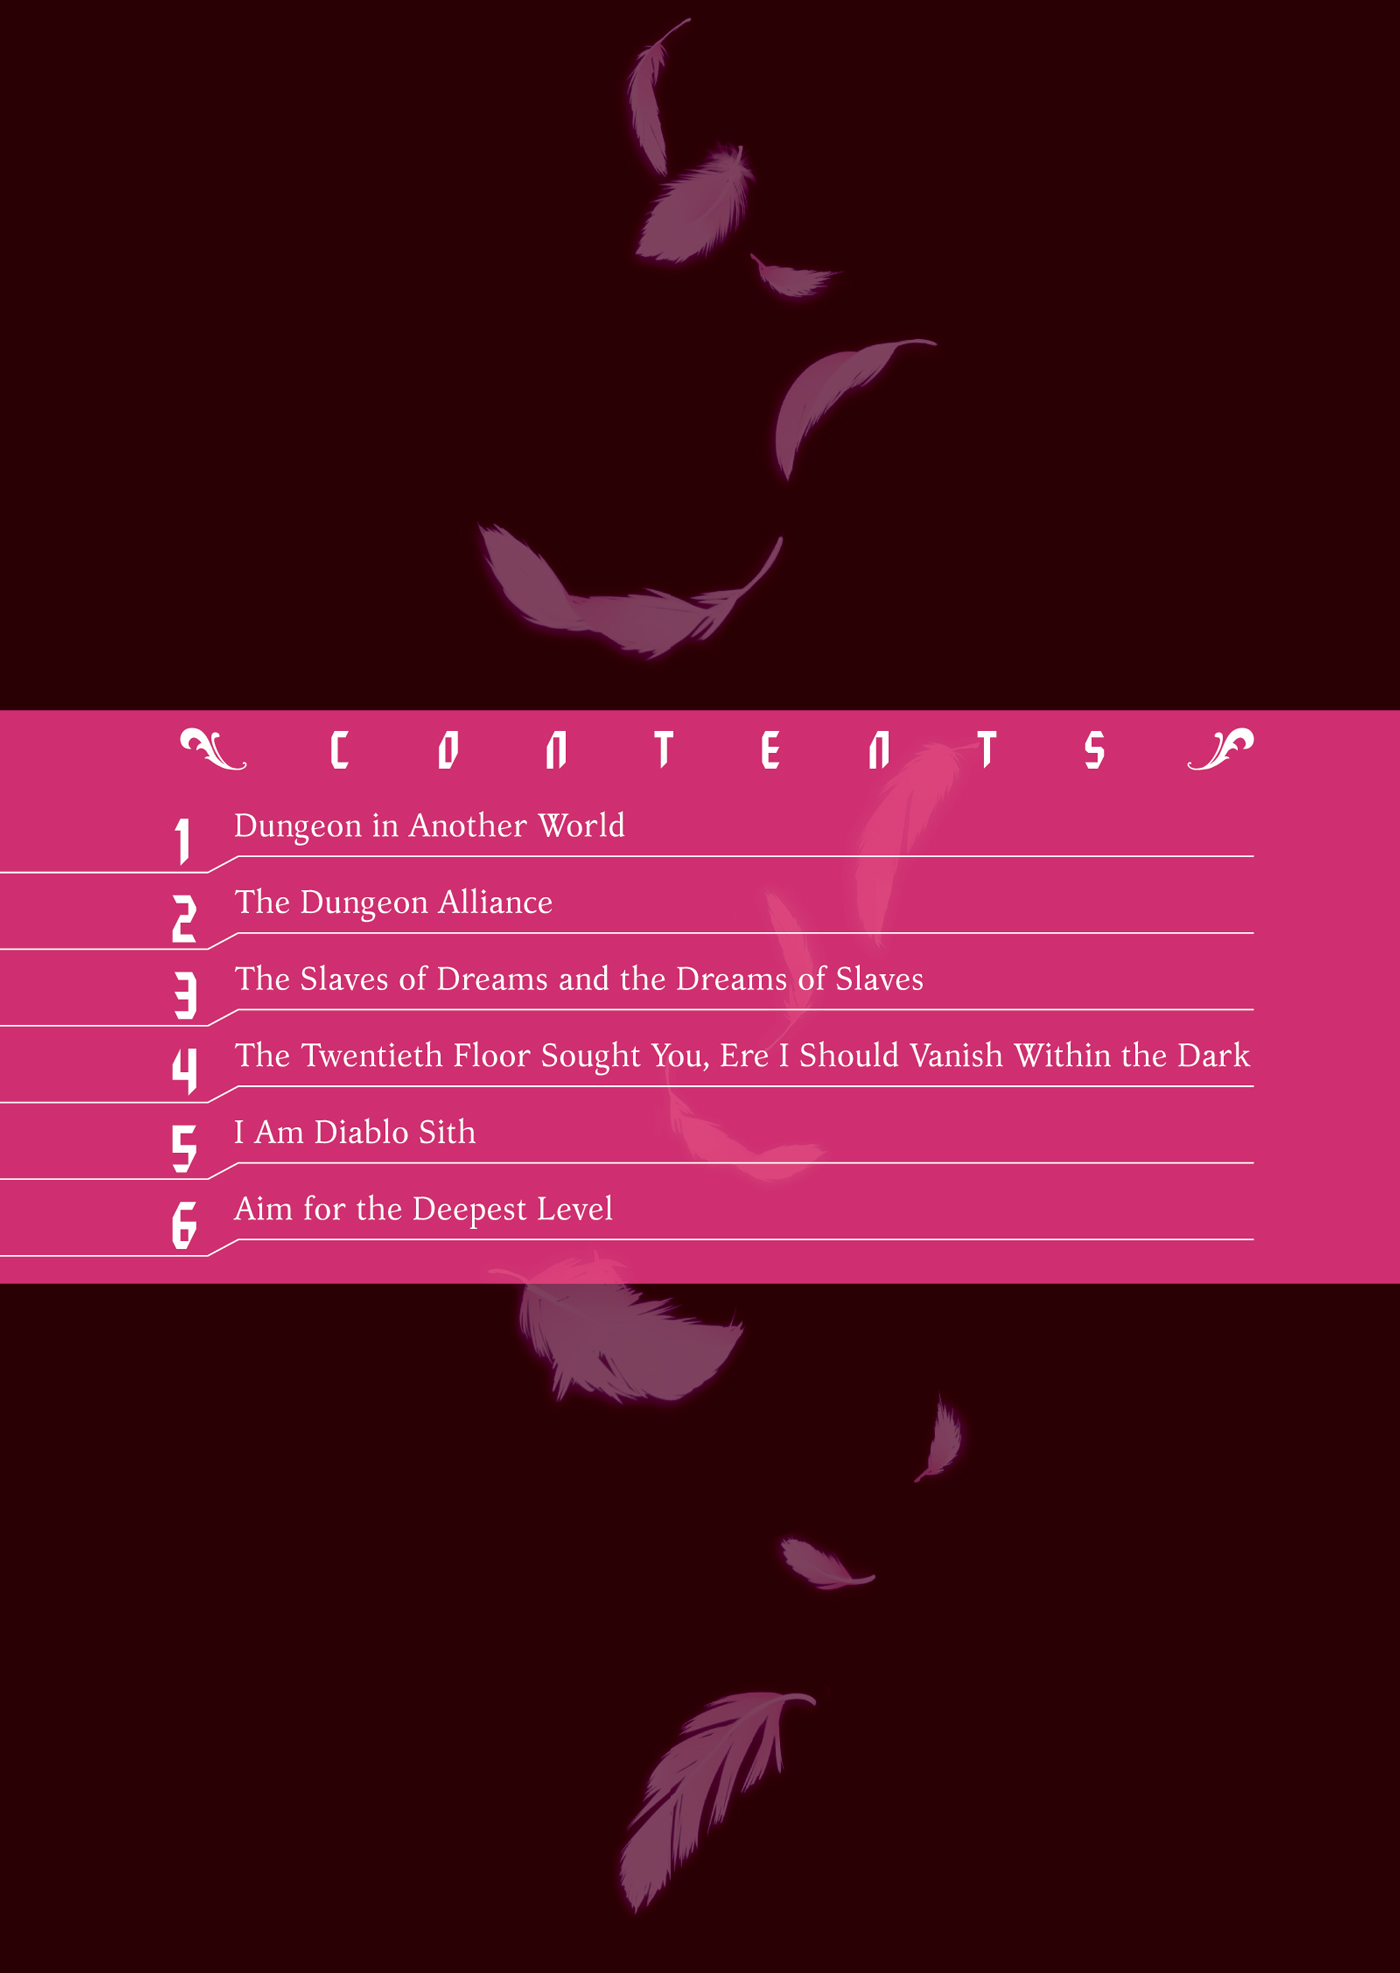 CONTENTS
1 Dungeon in Another World
2 The Dungeon Alliance
3 The Slaves of Dreams and the Dreams of Slaves
4 The Twentieth Floor Sought You, Ere I Should Vanish Within the Dark
5 I Am Diablo Sith
6 Aim for the Deepest Level